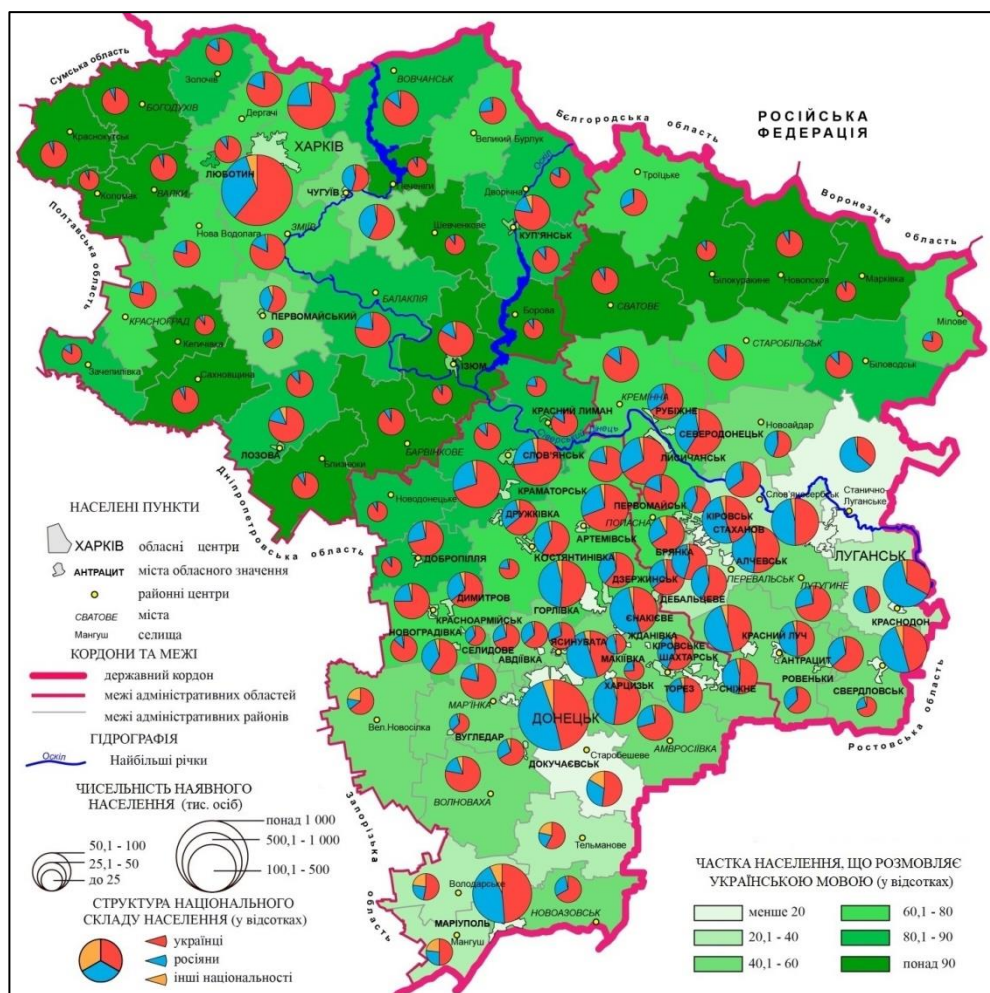 Сумська область
Золочів
ВОВЧАНСЬК
БОГОДУХІВ
Дергачі
Великий Бурлук
Бєлгородська область
РОСІЙСЬКА
ФЕДЕРАЦІЯ
Краснокутськ
ХАРКІВ
Оскіл
Воронезька область
ЛЮБОТИН
ЧУГУЇВ
Печеніги
Дворічна
Троїцьке
Коломак
ВАЛКИ
Полтавська область
Нова Водолага
ЗМІЇВ
Шевченкове
КУП'ЯНСЬК
СВАТОВЕ
Білокуракине
Новопсков
Марківка
БАЛАКЛІЯ
КРАСНОГРАД
ПЕРВОМАЙСЬКИЙ
Борова
Мілове
Кегичівка
СТАРОБІЛЬСЬК
Біловодськ
Зачепилівка
Сахновщина
ІЗЮМ
КРЕМІННА
КРАСНИЙ ЛИМАН
РУБІЖНЕ
Новоайдар
СЕВЕРОДОНЕЦЬК
ЛОЗОВА
БАРВІНКОВЕ
СЛОВ'ЯНСЬК
ЛИСИЧАНСЬК
Близнюки
Дніпропетровська область
НАСЕЛЕНІ ПУНКТИ
ХАРКІВ обласні центри
АНТРАЦИТ міста обласного значення
районні центри
СВАТОВЕ міста
Мангуш селища
Новодонецьке
КРАМАТОРСЬК
ПЕРВОМАЙСЬК
Слов'яносербськ
Станично-
Луганське
ДРУЖКІВКА
ПОПАСНА
КІРОВСЬК
СТАХАНОВ
АРТЕМІВСЬК
БРЯНКА
АЛЧЕВСЬК
ЛУГАНСЬК
ДОБРОПІЛЛЯ
КОСТЯНТИНІВКА
ДЗЕРЖИНСЬК
ПЕРЕВАЛЬСЬК
ЛУТУГИНЕ
ДИМИТРОВ
ГОРЛІВКА
ДЕБАЛЬЦЕВЕ
КРАСНОАРМІЙСЬК
ЄНАКІЄВЕ
КРАСНОДОН
НОВОГРАДІВКА
ЯСИНУВАТА
ЖДАНІВКА
КРАСНИЙ ЛУЧ
СЕЛИДОВЕ
АВДІЇВКА
МАКІЇВКА
КІРОВСЬКЕ
ШАХТАРСЬК
АНТРАЦИТ
РОВЕНЬКИ
СВЕРДЛОВСЬК
ХАРЦИЗЬК
ТОРЕЗ
СНІЖНЕ
КОРДОНИ ТА МЕЖІ
державний кордон
межі адміністративних областей
межі адміністративних районів
ГІДРОГРАФІЯ
Оскіл Найбільші річки
Вел.Новосілка
МАР'ЇНКА
ДОНЕЦЬК
ВУГЛЕДАР
АМВРОСІЇВКА
Ростовська область
ДОКУЧАЄВСЬК
Старобешеве
ВОЛНОВАХА
Запорізька область
Тельманове
Володарське
МАРІУПОЛЬ
Мангуш
НОВОАЗОВСЬК
ЧИСЕЛЬНІСТЬ НАЯВНОГО
НАСЕЛЕННЯ (тис. осіб)
50,1 - 100
25,1 - 50
до 25
понад 1 000
500,1 - 1 000
100,1 - 500
СТРУКТУРА НАЦІОНАЛЬНОГО
СКЛАДУ НАСЕЛЕННЯ (у відсотках)
українці
росіяни
інші національності
ЧАСТКА НАСЕЛЕННЯ, ЩО РОЗМОВЛЯЄ
УКРАЇНСЬКОЮ МОВОЮ (у відсотках)
менше 20
20,1 - 40
40,1 - 60
60,1 - 80
80,1 - 90
понад 90